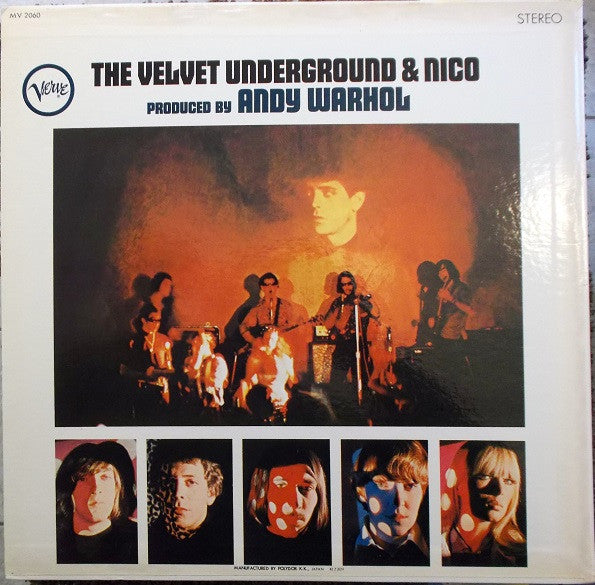 MV 2060
STEREO
Verve
THE VELVET UNDERGROUND & NICO
PRODUCED BY ANDY WARHOL
MANUFACTURED BY POLYDOR K.K., JAPAN